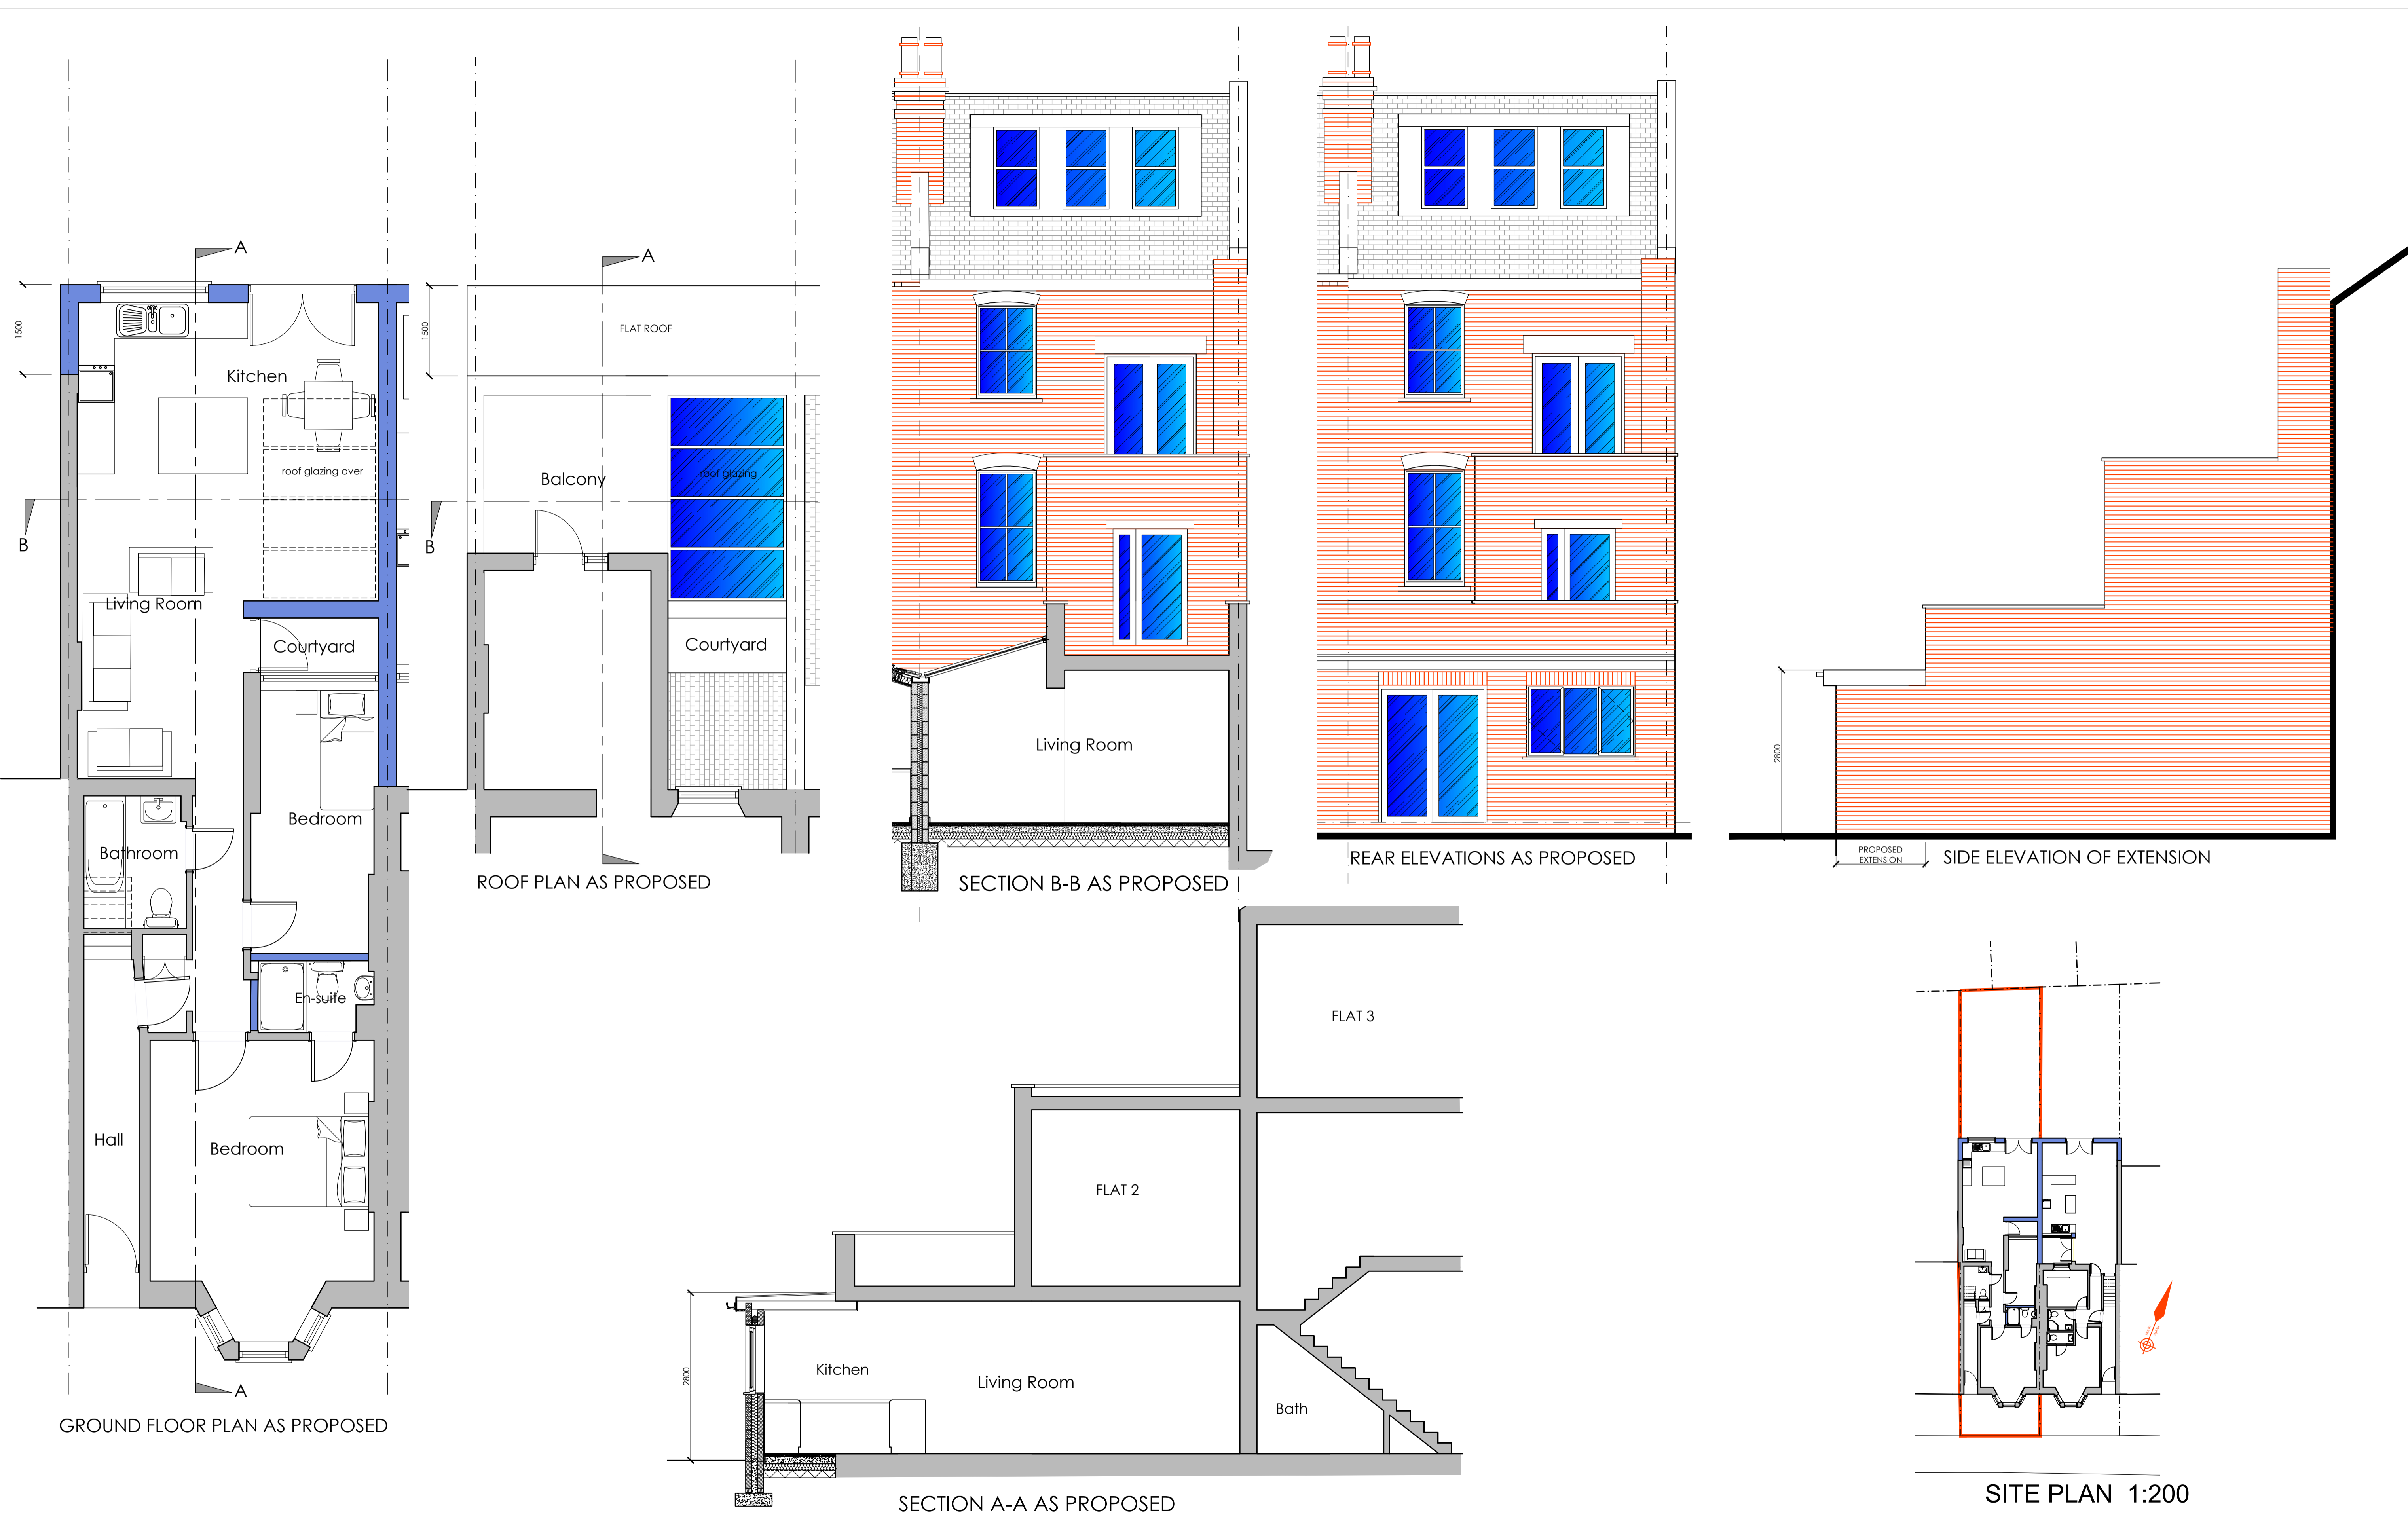 A
1500
Kitchen
roof glazing over
B
Living Room
Courtyard
Bedroom
Bathroom
En-suite
Hall
Bedroom
A
GROUND FLOOR PLAN AS PROPOSED
A
1500
FLAT ROOF
Balcony
roof glazing
B
Courtyard
ROOF PLAN AS PROPOSED
Living Room
SECTION B-B AS PROPOSED
REAR ELEVATIONS AS PROPOSED
2800
PROPOSED
EXTENSION
SIDE ELEVATION OF EXTENSION
FLAT 3
FLAT 2
2800
Kitchen
Living Room
Bath
SECTION A-A AS PROPOSED
SITE PLAN 1:200